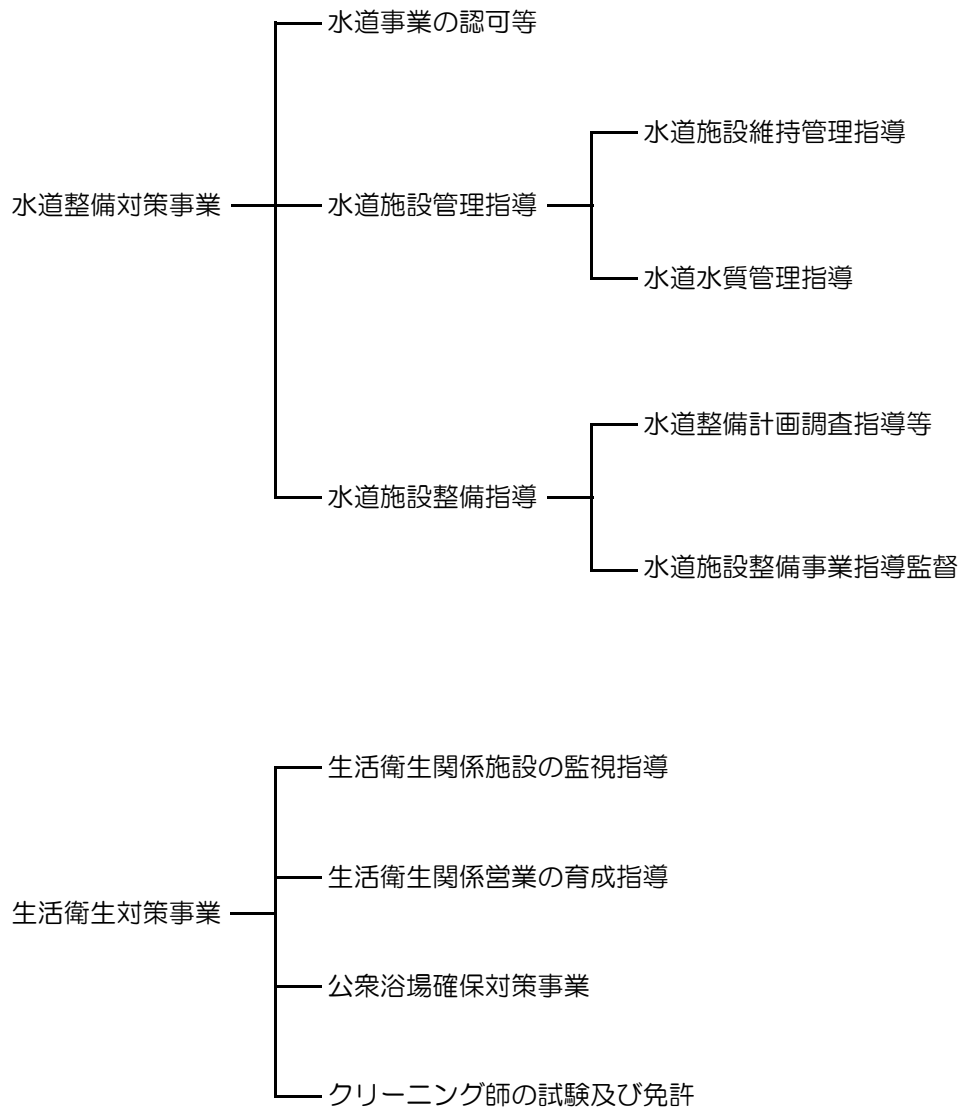 水道事業の認可等
水道施設維持管理指導
水道整備対策事業
水道施設管理指導
水道水質管理指導
水道整備計画調査指導等
水道施設整備指導
水道施設整備事業指導監督
生活衛生関係施設の監視指導
生活衛生関係営業の育成指導
生活衛生対策事業
公衆浴場確保対策事業
クリーニング師の試験及び免許